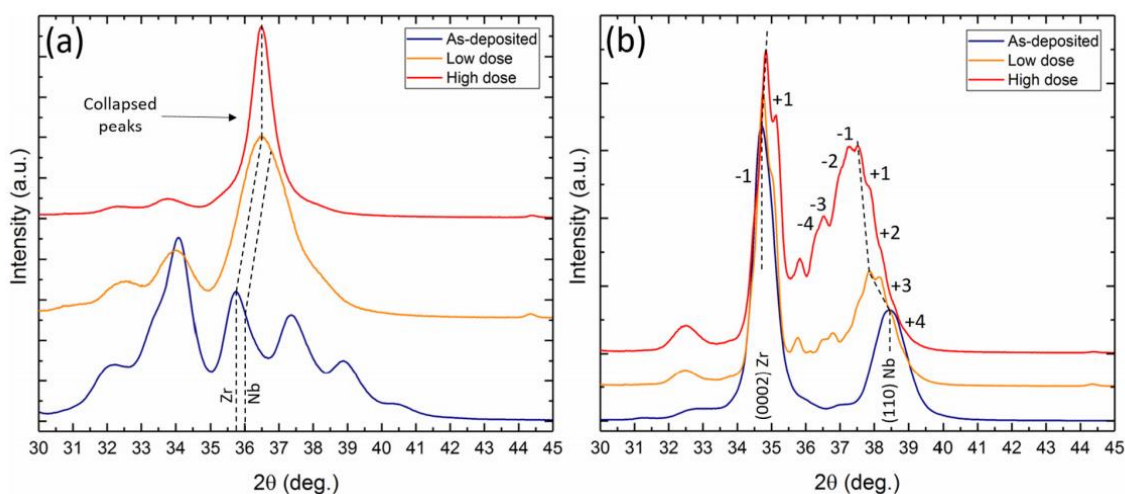 (a)
As-deposited
Low dose
High dose
Collapsed
peaks
Zr
Nb
Intensity (a.u.)
30 31 32 33 34 35 36 37 38 39 40 41 42 43 44 45
2θ (deg.)
(b)
As-deposited
Low dose
High dose
+1
-1
-1
-2
-3
-4
+1
+2
+3
+4
(0002) Zr
(110) Nb
Intensity (a.u.)
30 31 32 33 34 35 36 37 38 39 40 41 42 43 44 45
2θ (deg.)